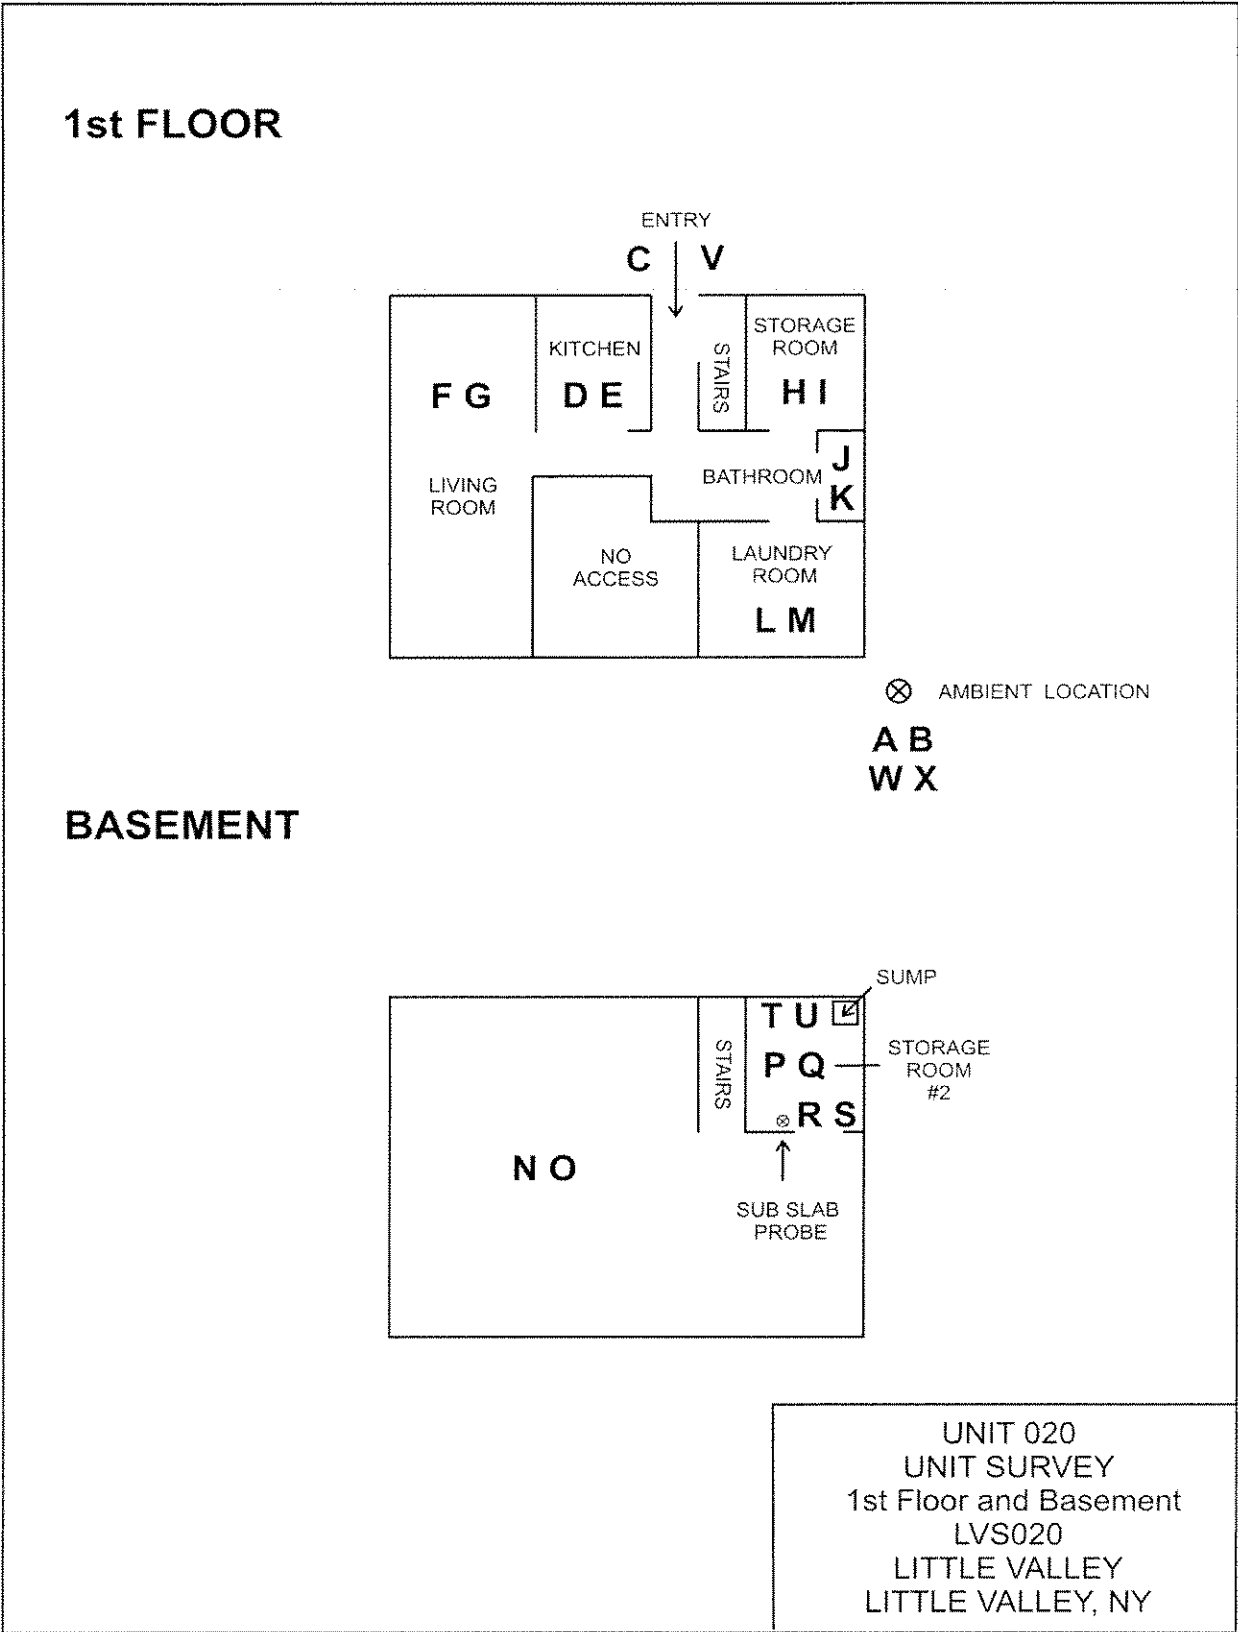 1st FLOOR
ENTRY
C V
KITCHEN
STAIRS
STORAGE
ROOM
F G
D E
H I
LIVING
ROOM
BATHROOM
J
K
NO
ACCESS
LAUNDRY
ROOM
L M
AMBIENT LOCATION
A B
W X
BASEMENT
SUMP
T U
STAIRS
P Q
STORAGE
ROOM
#2
R S
N O
SUB SLAB
PROBE
UNIT 020
UNIT SURVEY
1st Floor and Basement
LVS020
LITTLE VALLEY
LITTLE VALLEY, NY